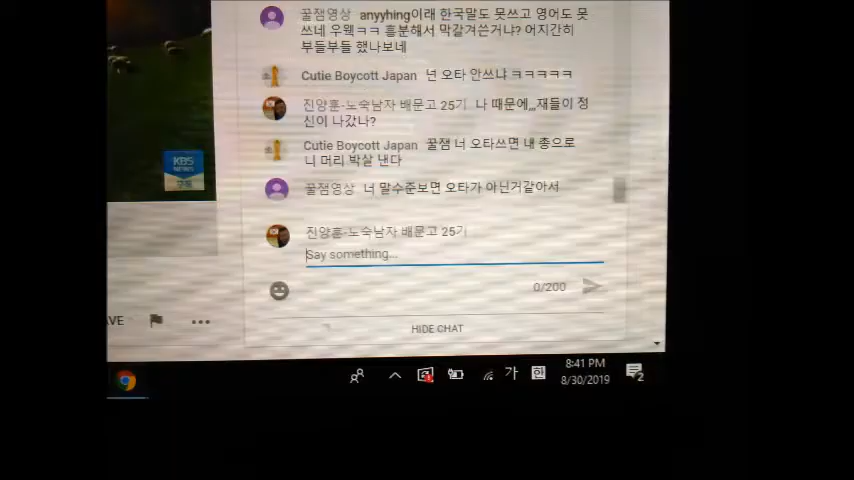 꿀잼영상 anyyhing이래 한국말도 못쓰고 영어도 못
쓰네 우웩ㅋㅋ 흥분해서 막갈겨쓴거냐? 어지간히
부들부들 했나보네
Cutie Boycott Japan 넌 오타 안쓰냐 ㅋㅋㅋㅋㅋ
진양훈-노숙남자 배문고 25기 나 때문에,,,재들이 정
신이 나갔나?
Cutie Boycott Japan 꿀잼 너 오타쓰면 내 총으로
니 머리 박살 낸다
꿀잼영상 너 말수준보면 오타가 아닌거같아서
KBS
NEWS
구독
진양훈-노숙남자 배문고 25기
Say something...
0/200
AVE
HIDE CHAT
가 한
8:41 PM
8/30/2019
2